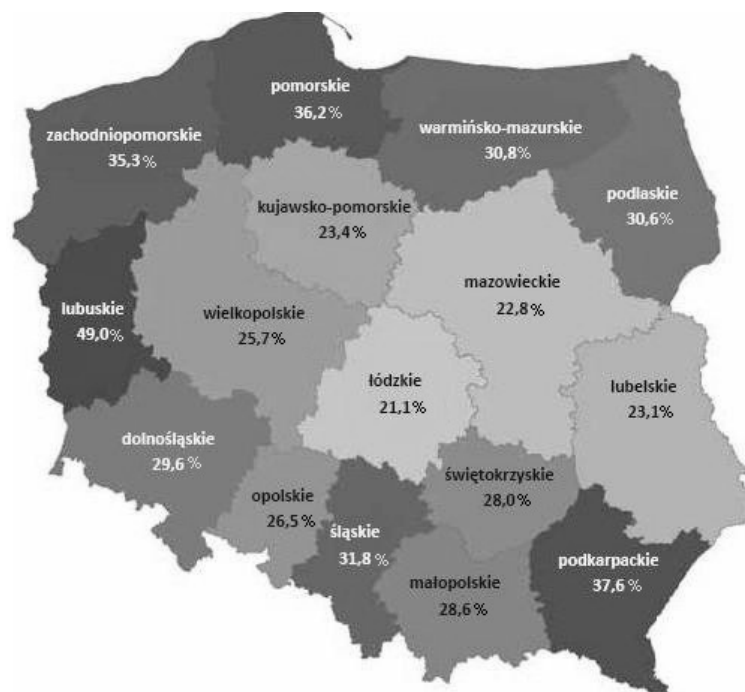 pomorskie
36,2%
zachodniopomorskie
35,3%
warmińsko-mazurskie
30,8%
podlaskie
30,6%
kujawsko-pomorskie
23,4%
mazowieckie
22,8%
lubuskie
49,0%
wielkopolskie
25,7%
łódzkie
21,1%
lubelskie
23,1%
dolnośląskie
29,6 %
opolskie
26,5 %
świętokrzyskie
28,0%
śląskie
31,8 %
małopolskie
28,6 %
podkarpackie
37,6 %